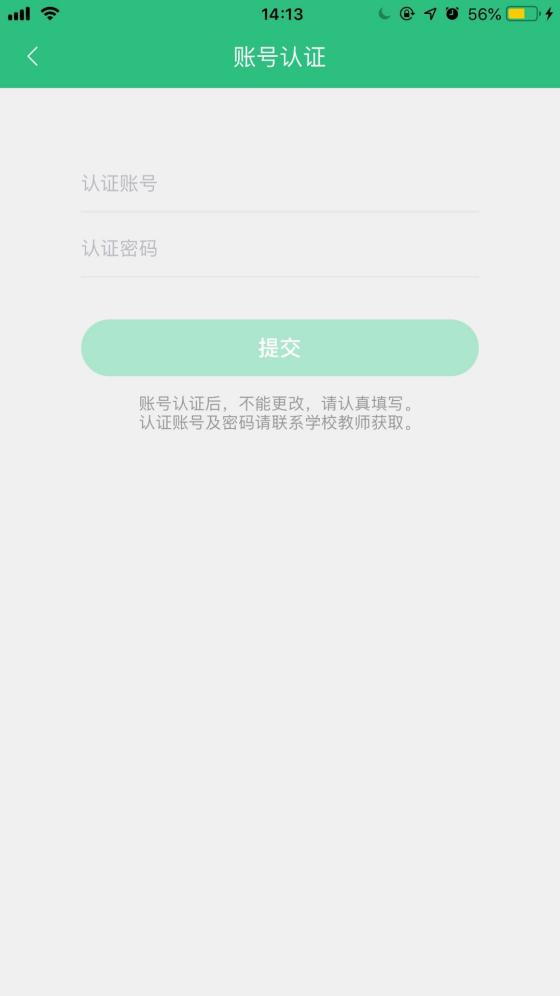 14:13
56%
账号认证
认证账号
认证密码
提交
账号认证后，不能更改，请认真填写。
认证账号及密码请联系学校教师获取。